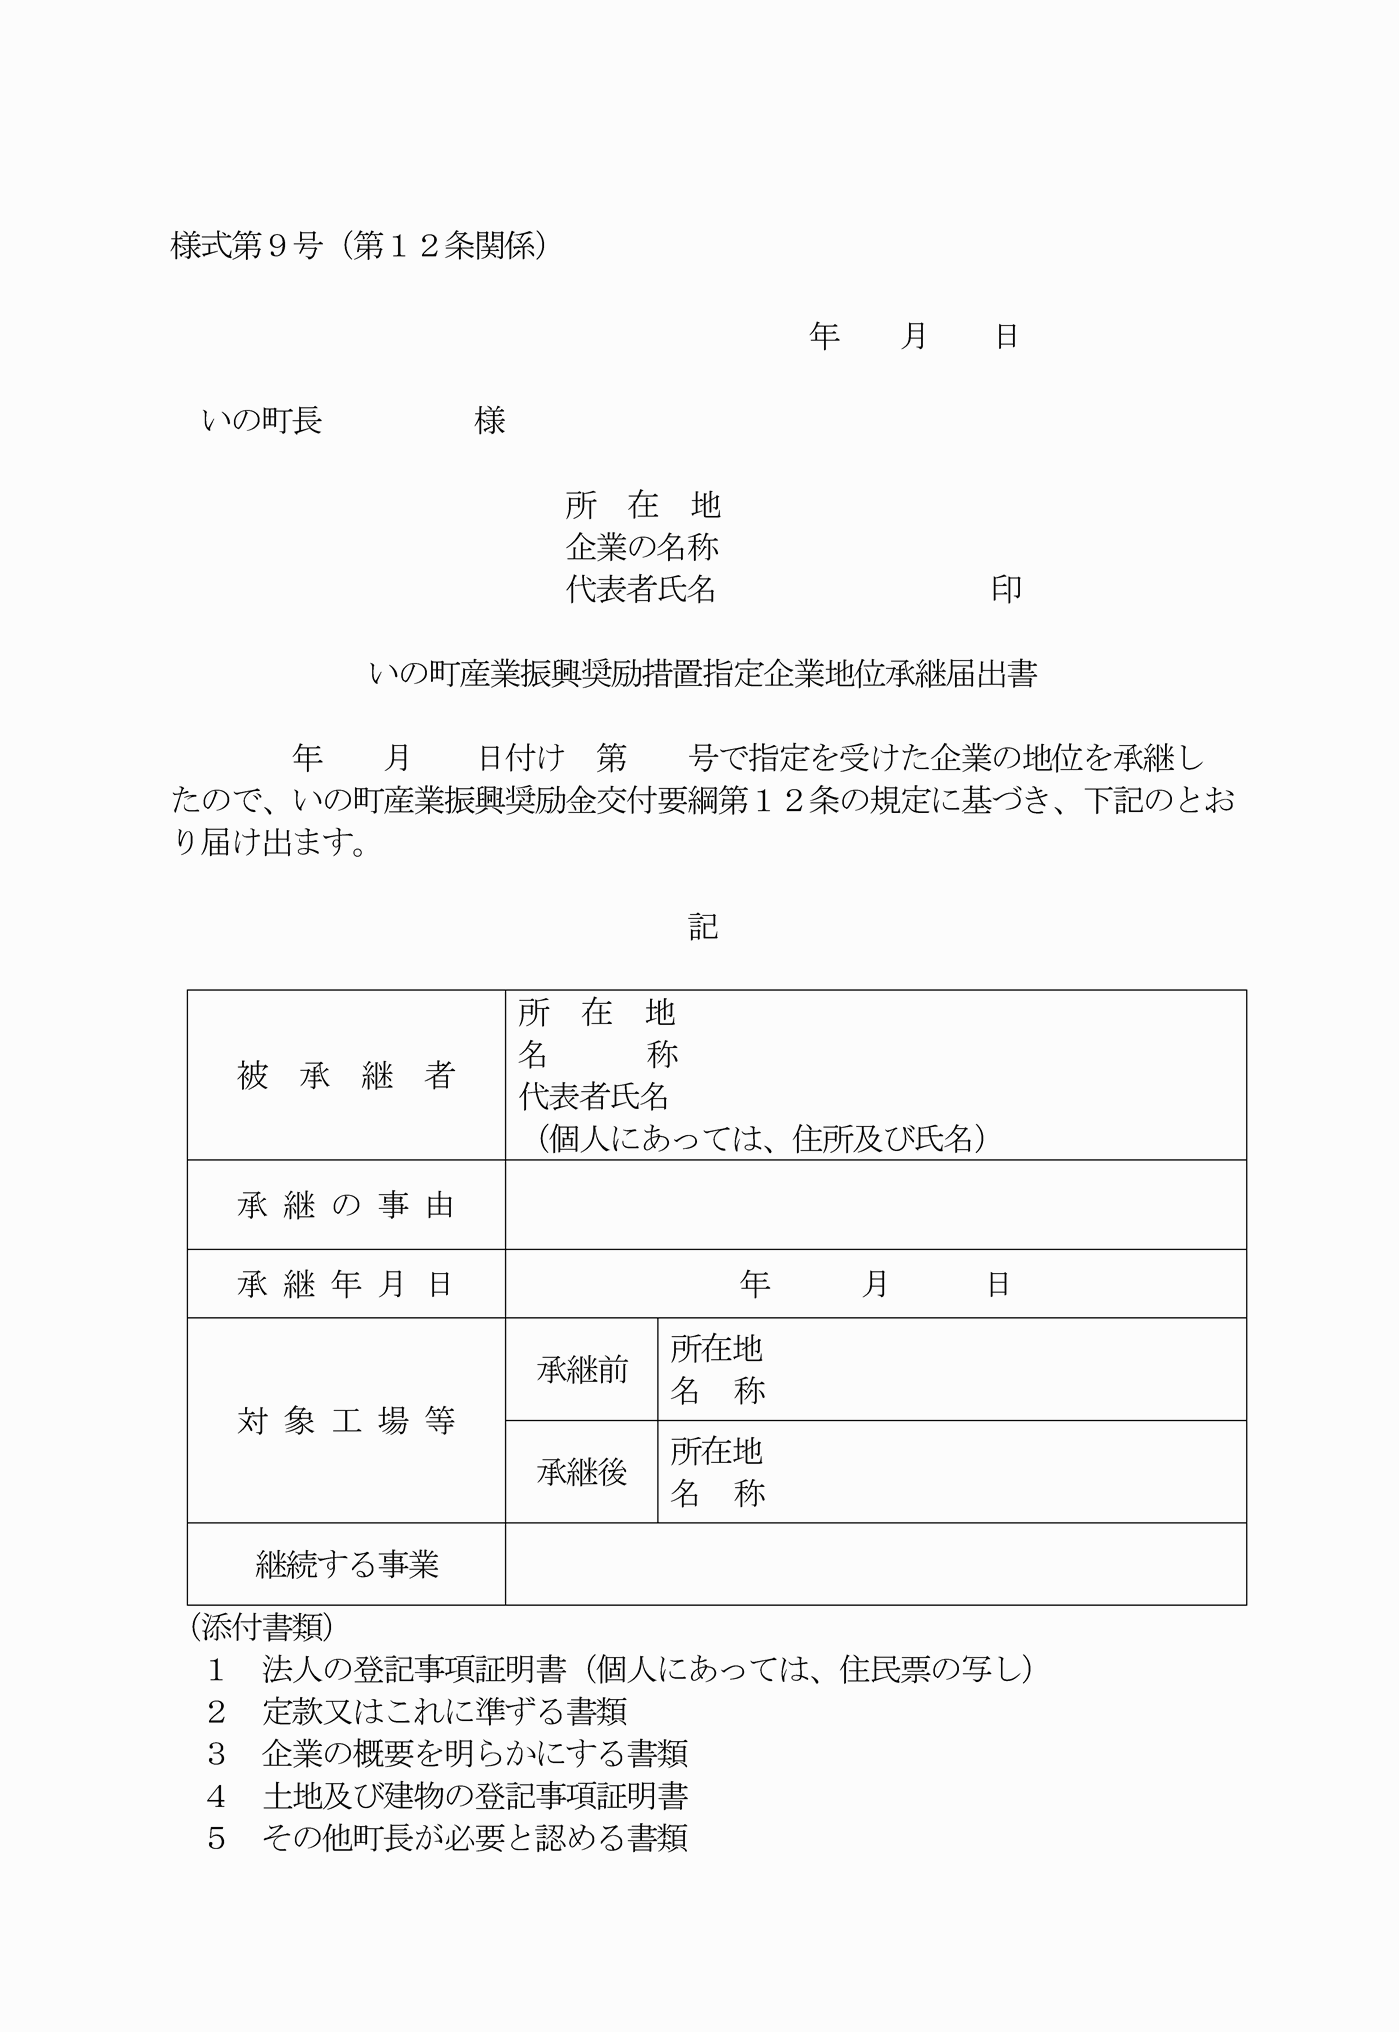 様式第９号（第１２条関係）
年　　月　　日
いの町長　　　　　様
所　在　地
企業の名称
代表者氏名　　　　　　　　　印
いの町産業振興奨励措置指定企業地位承継届出書
年　　月　　日付け　第　　号で指定を受けた企業の地位を承継し
たので、いの町産業振興奨励金交付要綱第１２条の規定に基づき、下記のとお
り届け出ます。
記
被　承　継　者
所　在　地
名　　　称
代表者氏名
（個人にあっては、住所及び氏名）
承 継 の 事 由
承 継 年 月 日
年　　　月　　　日
対 象 工 場 等
承継前
所在地
名　称
承継後
所在地
名　称
継続する事業
（添付書類）
１　法人の登記事項証明書（個人にあっては、住民票の写し）
２　定款又はこれに準ずる書類
３　企業の概要を明らかにする書類
４　土地及び建物の登記事項証明書
５　その他町長が必要と認める書類